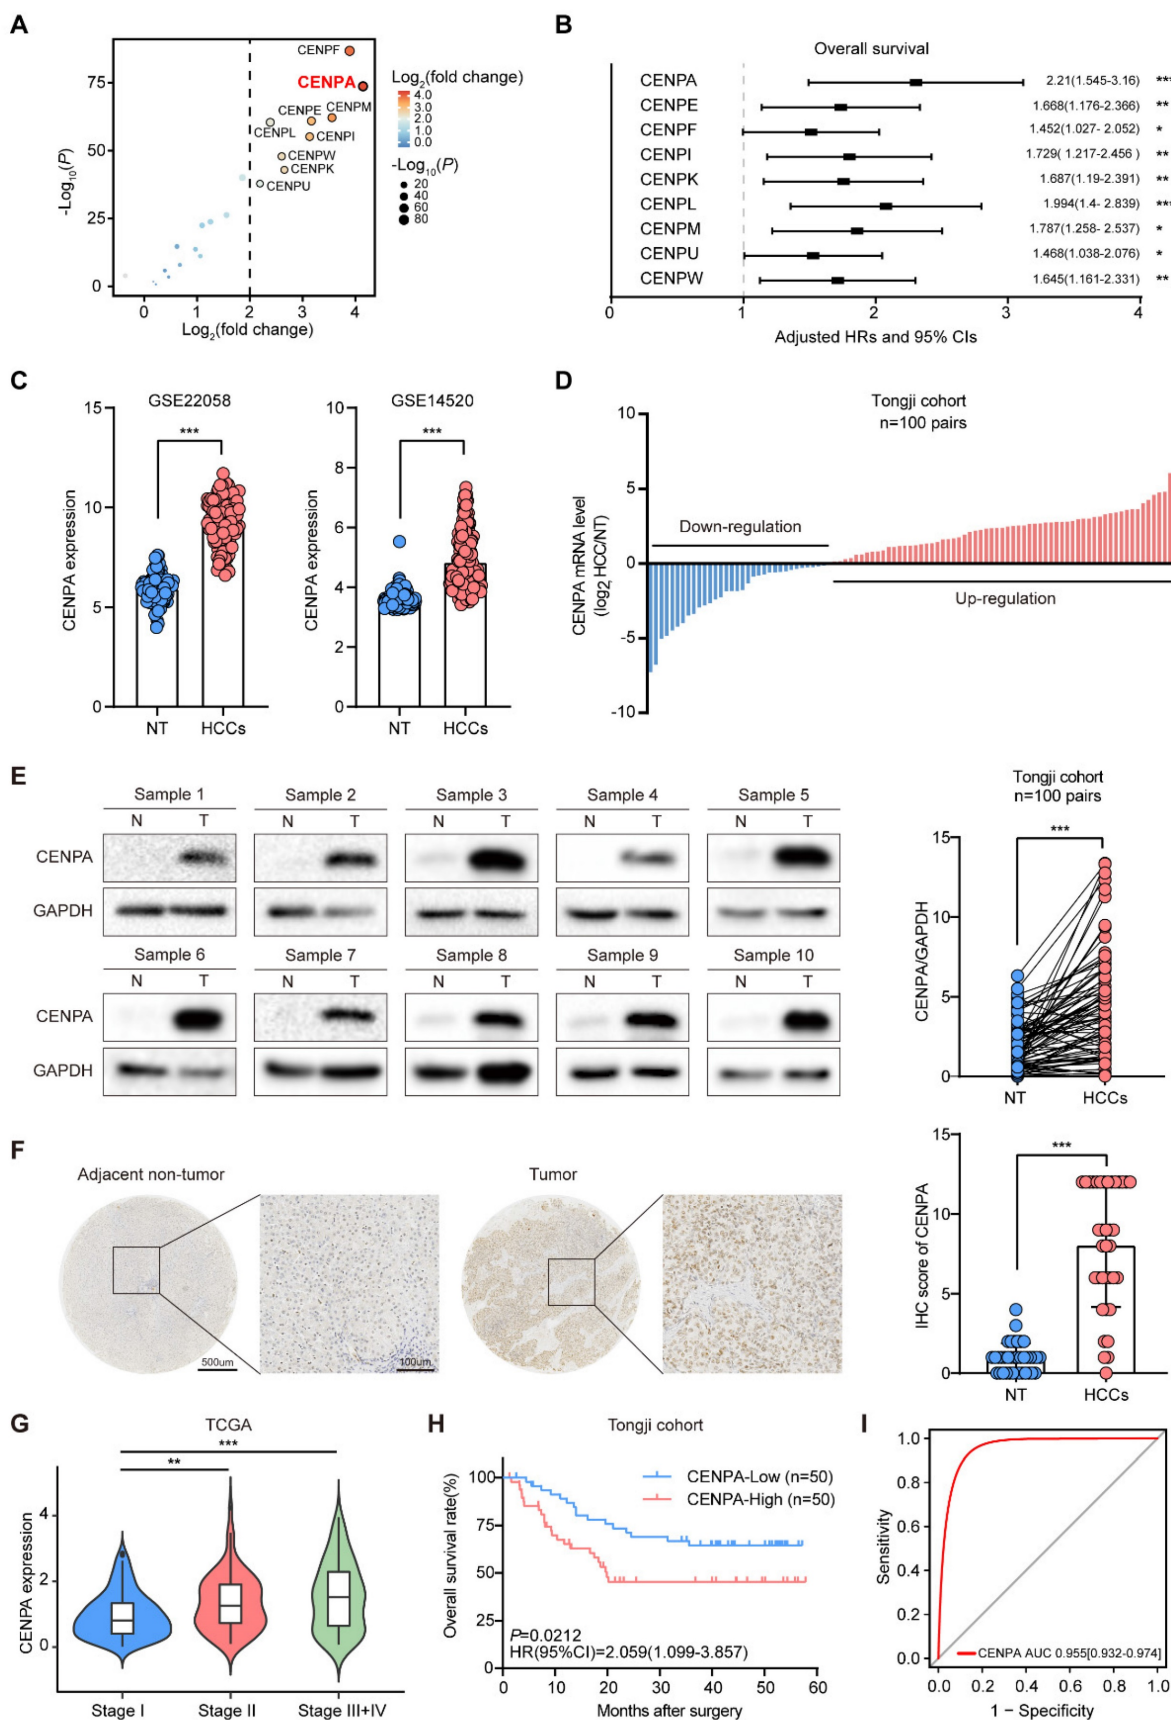 A
CENPF
CENPA
CENPE
CENPM
CENPL
CENPI
CENPW
CENPK
CENPU
75
50
25
0
-Log10(P)
0 1 2 3 4
Log2(fold change)
Log2(fold change)
4.0
3.0
2.0
1.0
0.0
-Log10(P)
20
40
60
80
B
Overall survival
CENPA 2.21(1.545-3.16) ***
CENPE 1.668(1.176-2.366) **
CENPF 1.452(1.027- 2.052) *
CENPI 1.729( 1.217-2.456 ) **
CENPK 1.687(1.19-2.391) **
CENPL 1.994(1.4- 2.839) ***
CENPM 1.787(1.258- 2.537) *
CENPU 1.468(1.038-2.076) *
CENPW 1.645(1.161-2.331) **
0 1 2 3 4
Adjusted HRs and 95% CIs
C
GSE22058
***
15
10
5
0
CENPA expression
NT HCCs
GSE14520
***
10
8
6
4
2
0
CENPA expression
NT HCCs
D
Tongji cohort
n=100 pairs
10
5
0
-5
-10
CENPA mRNA level
(log2 HCC/NT)
Down-regulation
Up-regulation
E
Sample 1 Sample 2 Sample 3 Sample 4 Sample 5
N T N T N T N T N T
CENPA
GAPDH
Sample 6 Sample 7 Sample 8 Sample 9 Sample 10
N T N T N T N T N T
CENPA
GAPDH
Tongji cohort
n=100 pairs
***
15
10
5
0
CENPA/GAPDH
NT HCCs
F
Adjacent non-tumor
Tumor
500um
100um
***
15
10
5
0
IHC score of CENPA
NT HCCs
G
TCGA
***
**
4
2
0
CENPA expression
Stage I Stage II Stage III+IV
H
Tongji cohort
CENPA-Low (n=50)
CENPA-High (n=50)
100
75
50
25
0
Overall survival rate(%)
P=0.0212
HR(95%CI)=2.059(1.099-3.857)
0 10 20 30 40 50 60
Months after surgery
I
1.0
0.8
0.6
0.4
0.2
0.0
Sensitivity
CENPA AUC 0.955[0.932-0.974]
0.0 0.2 0.4 0.6 0.8 1.0
1 − Specificity